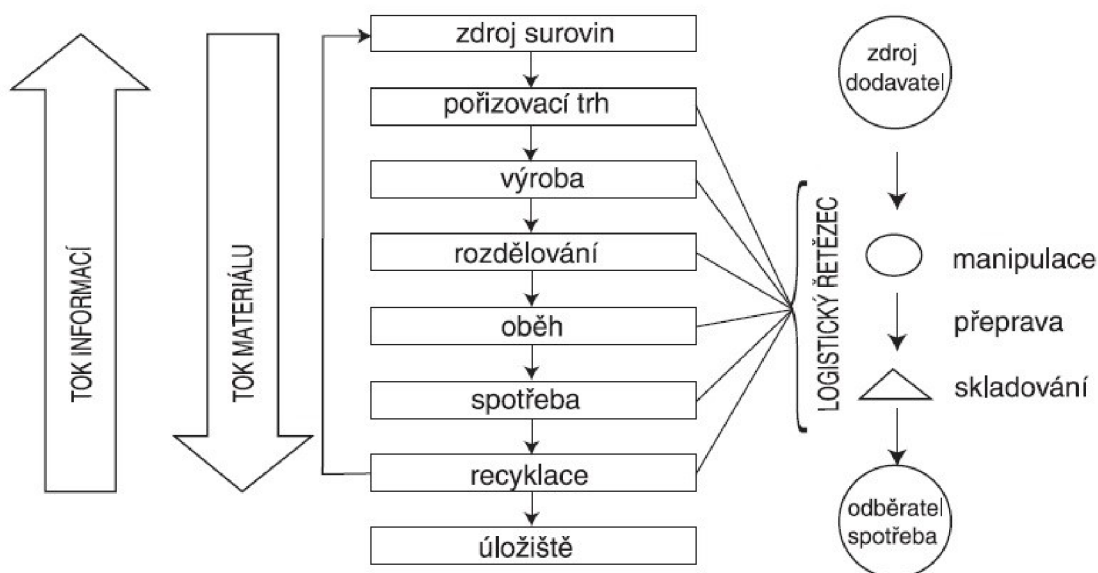 TOK INFORMACÍ
TOK MATERIÁLU
zdroj surovin
pořizovací trh
výroba
rozdělování
oběh
spotřeba
recyklace
úložiště
LOGISTICKÝ ŘETĚZEC
zdroj
dodavatel
manipulace
přeprava
skladování
odběratel
spotřeba